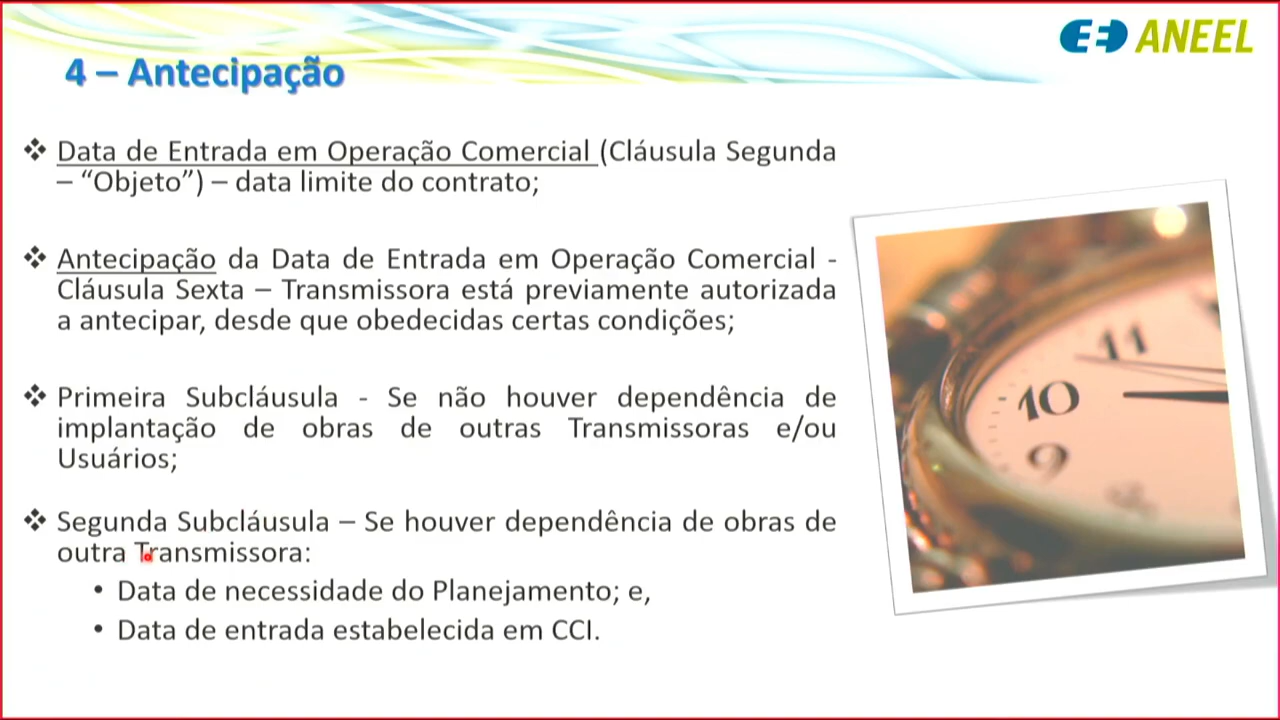 ANEEL
4 – Antecipação
❖ Data de Entrada em Operação Comercial (Cláusula Segunda
– “Objeto”) – data limite do contrato;
❖ Antecipação da Data de Entrada em Operação Comercial -
Cláusula Sexta – Transmissora está previamente autorizada
a antecipar, desde que obedecidas certas condições;
❖ Primeira Subcláusula - Se não houver dependência de
implantação de obras de outras Transmissoras e/ou
Usuários;
❖ Segunda Subcláusula – Se houver dependência de obras de
outra Transmissora:
• Data de necessidade do Planejamento; e,
• Data de entrada estabelecida em CCI.
11
10
9